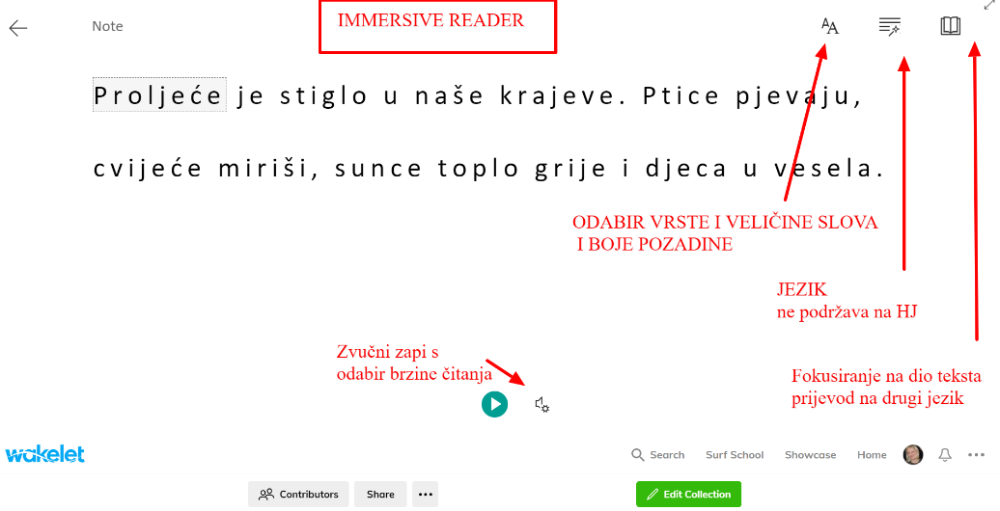 IMMERSIVE READER
Note
AA
Proljeće je stiglo u naše krajeve. Ptice pjevaju,
cvijeće miriši, sunce toplo grije i djeca u vesela.
ODABIR VRSTE I VELIČINE SLOVA
I BOJE POZADINE
JEZIK
ne podržava na HJ
Zvučni zapi s
odabir brzine čitanja
Fokusiranje na dio teksta
prijevod na drugi jezik
wakelet
Search Surf School Showcase Home
Contributors Share Edit Collection